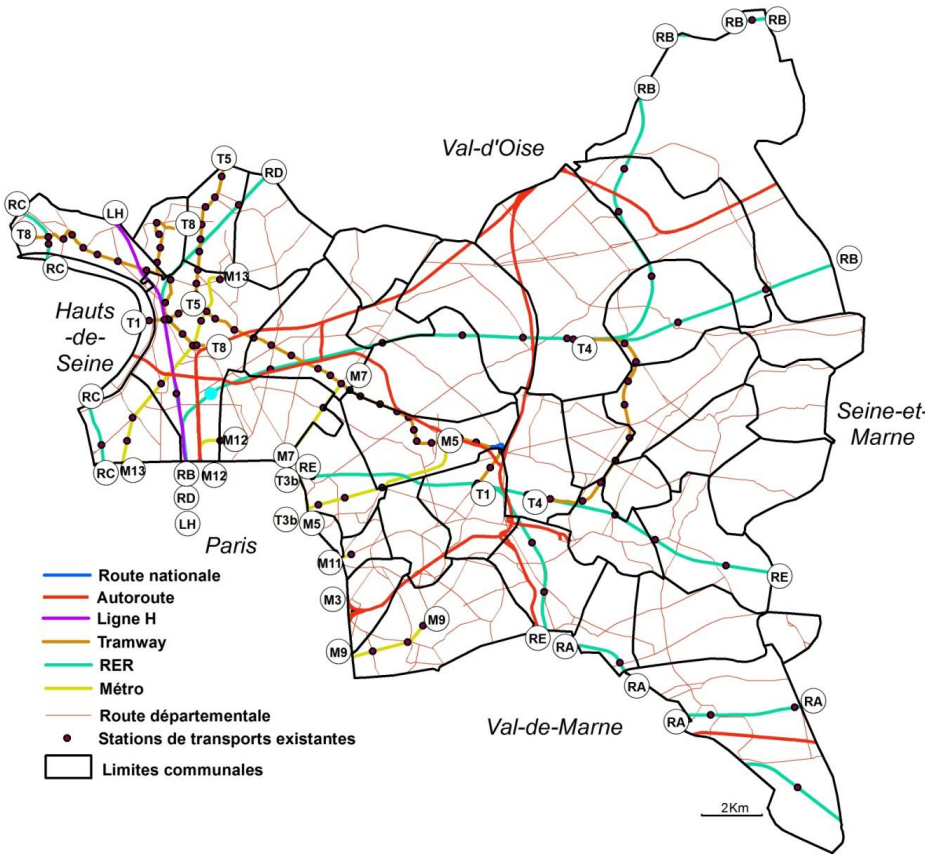 RB
RB
RB
RB
Val-d'Oise
T5
RD
RC
LH
T8
T8
RC
M13
RB
Hauts
-de-
Seine
T5
T1
T8
T4
M7
RC
Seine-et-
Marne
M5
M12
RC
M13
RB
M12
M7
RE
T3b
RD
T1
T4
LH
T3b
M5
Paris
M11
RE
M3
M9
M9
RE
RA
RA
RA
RA
Val-de-Marne
Route nationale
Autoroute
Ligne H
Tramway
RER
Métro
Route départementale
Stations de transports existantes
Limites communales
2Km